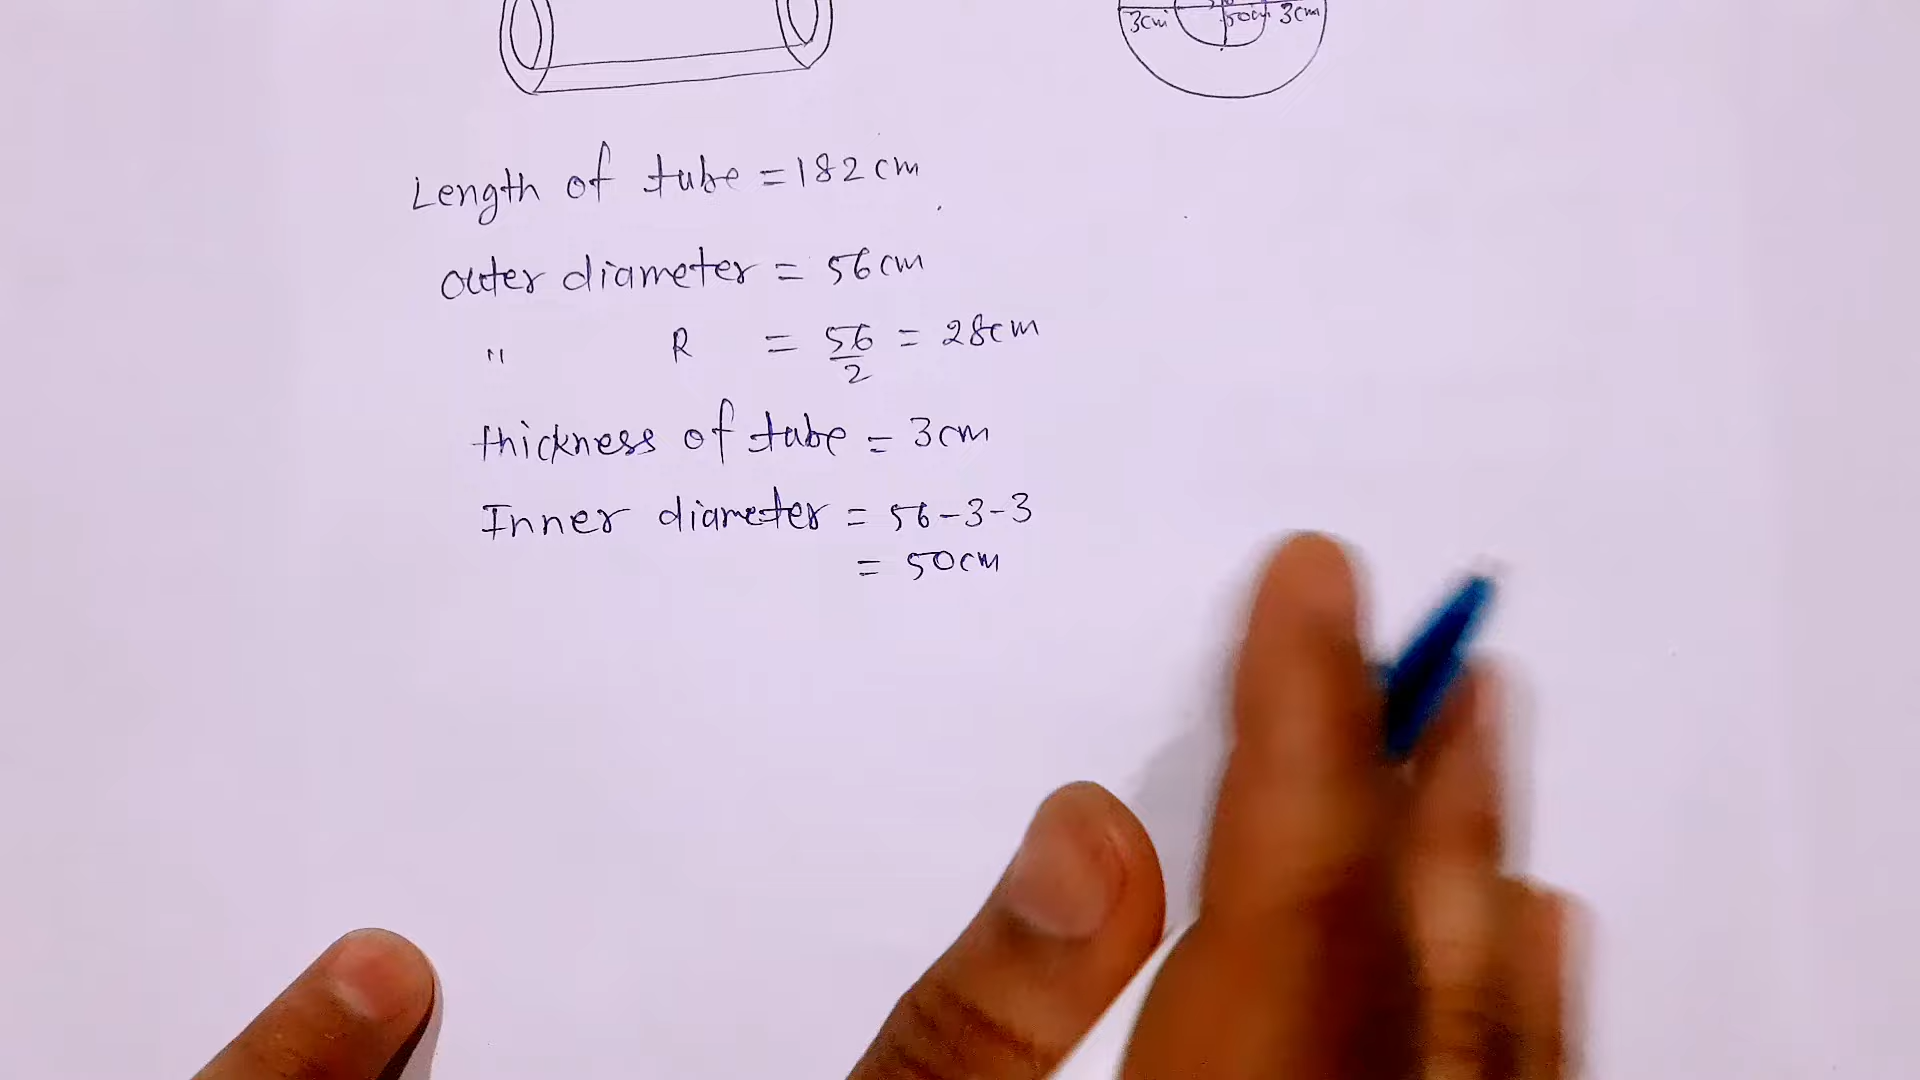 3cm 50cm 3cm
Length of tube = 182 cm
outer diameter = 56 cm
" R = 56/2 = 28cm
thickness of tube = 3cm
Inner diameter = 56-3-3
= 50cm